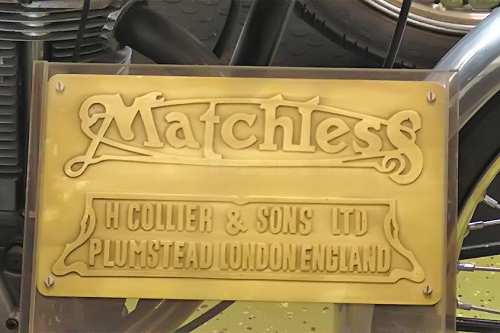 Matchless
H COLLIER & SONS LTD
PLUMSTEAD LONDON ENGLAND